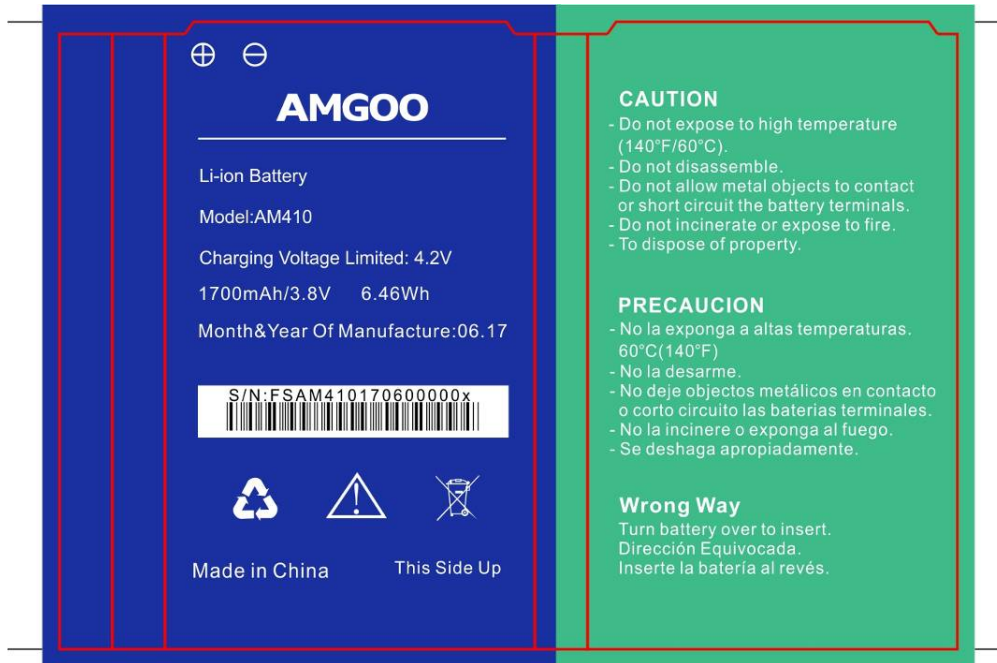 AMGOO
Li-ion Battery
Model:AM410
Charging Voltage Limited: 4.2V
1700mAh/3.8V 6.46Wh
Month&Year Of Manufacture:06.17
S/N:FSAM410170600000x
Made in China This Side Up
CAUTION
- Do not expose to high temperature
(140°F/60°C).
- Do not disassemble.
- Do not allow metal objects to contact
or short circuit the battery terminals.
- Do not incinerate or expose to fire.
- To dispose of property.
PRECAUCION
- No la exponga a altas temperaturas.
60°C(140°F)
- No la desarme.
- No deje objectos metálicos en contacto
o corto circuito las baterias terminales.
- No la incinere o exponga al fuego.
- Se deshaga apropiadamente.
Wrong Way
Turn battery over to insert.
Dirección Equivocada.
Inserte la batería al revés.